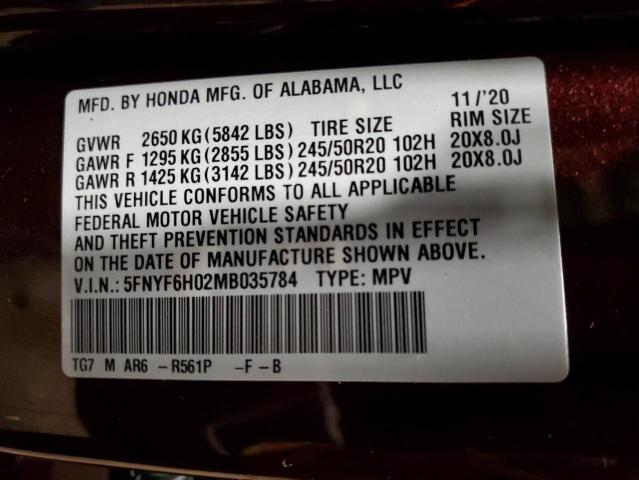 MFD. BY HONDA MFG. OF ALABAMA, LLC 11/'20
GVWR 2650 KG (5842 LBS) TIRE SIZE RIM SIZE
GAWR F 1295 KG (2855 LBS) 245/50R20 102H 20X8.0J
GAWR R 1425 KG (3142 LBS) 245/50R20 102H 20X8.0J
THIS VEHICLE CONFORMS TO ALL APPLICABLE
FEDERAL MOTOR VEHICLE SAFETY
AND THEFT PREVENTION STANDARDS IN EFFECT
ON THE DATE OF MANUFACTURE SHOWN ABOVE.
V.I.N.: 5FNYF6H02MB035784 TYPE: MPV
TG7 M AR6 -R561P -F-B